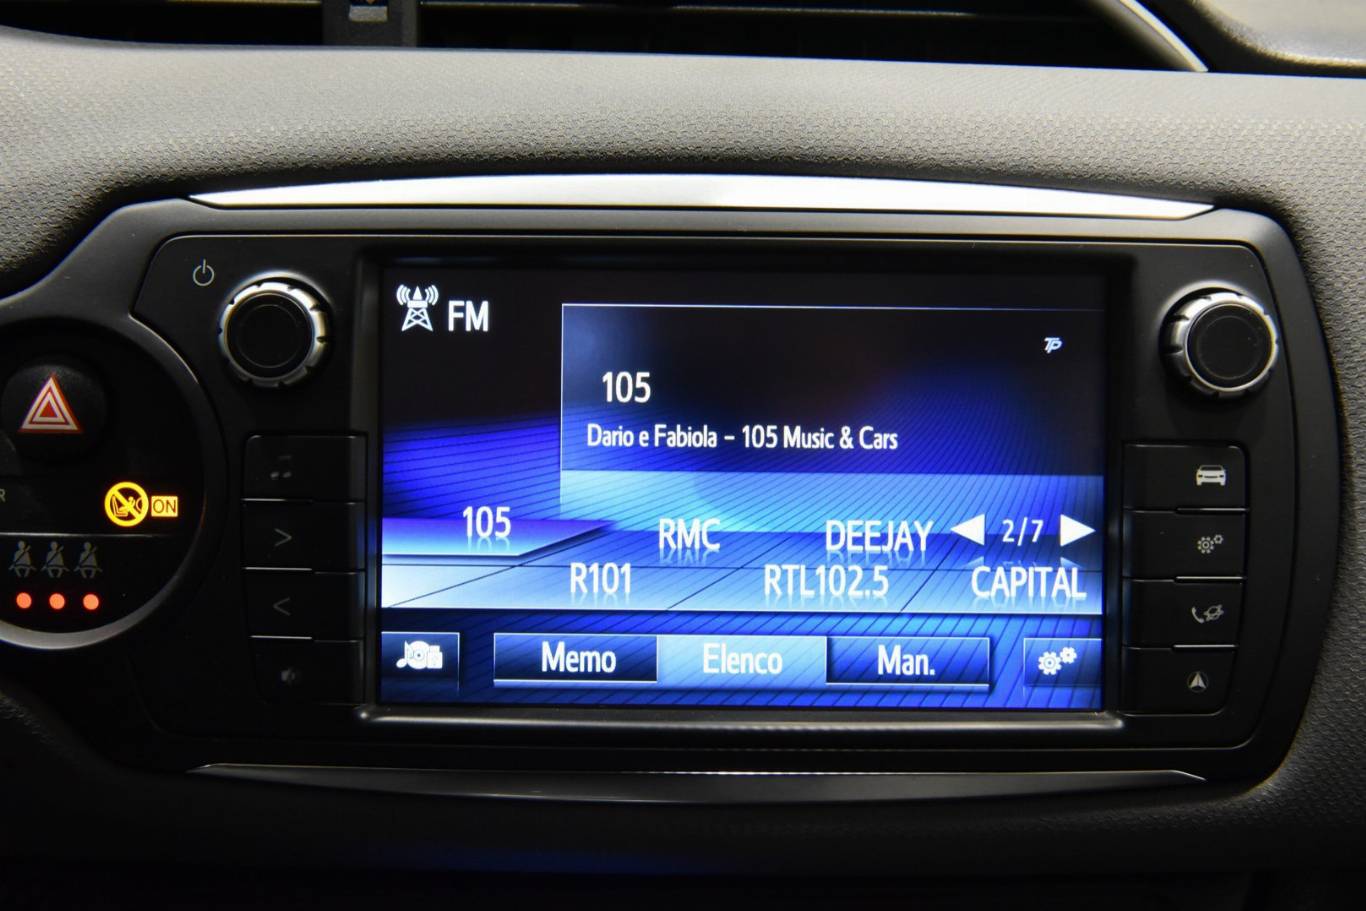 FM
TP
105
Dario e Fabiola - 105 Music & Cars
105 RMC DEEJAY 2/7
R101 RTL102.5 CAPITAL
Memo Elenco Man.
ON
R